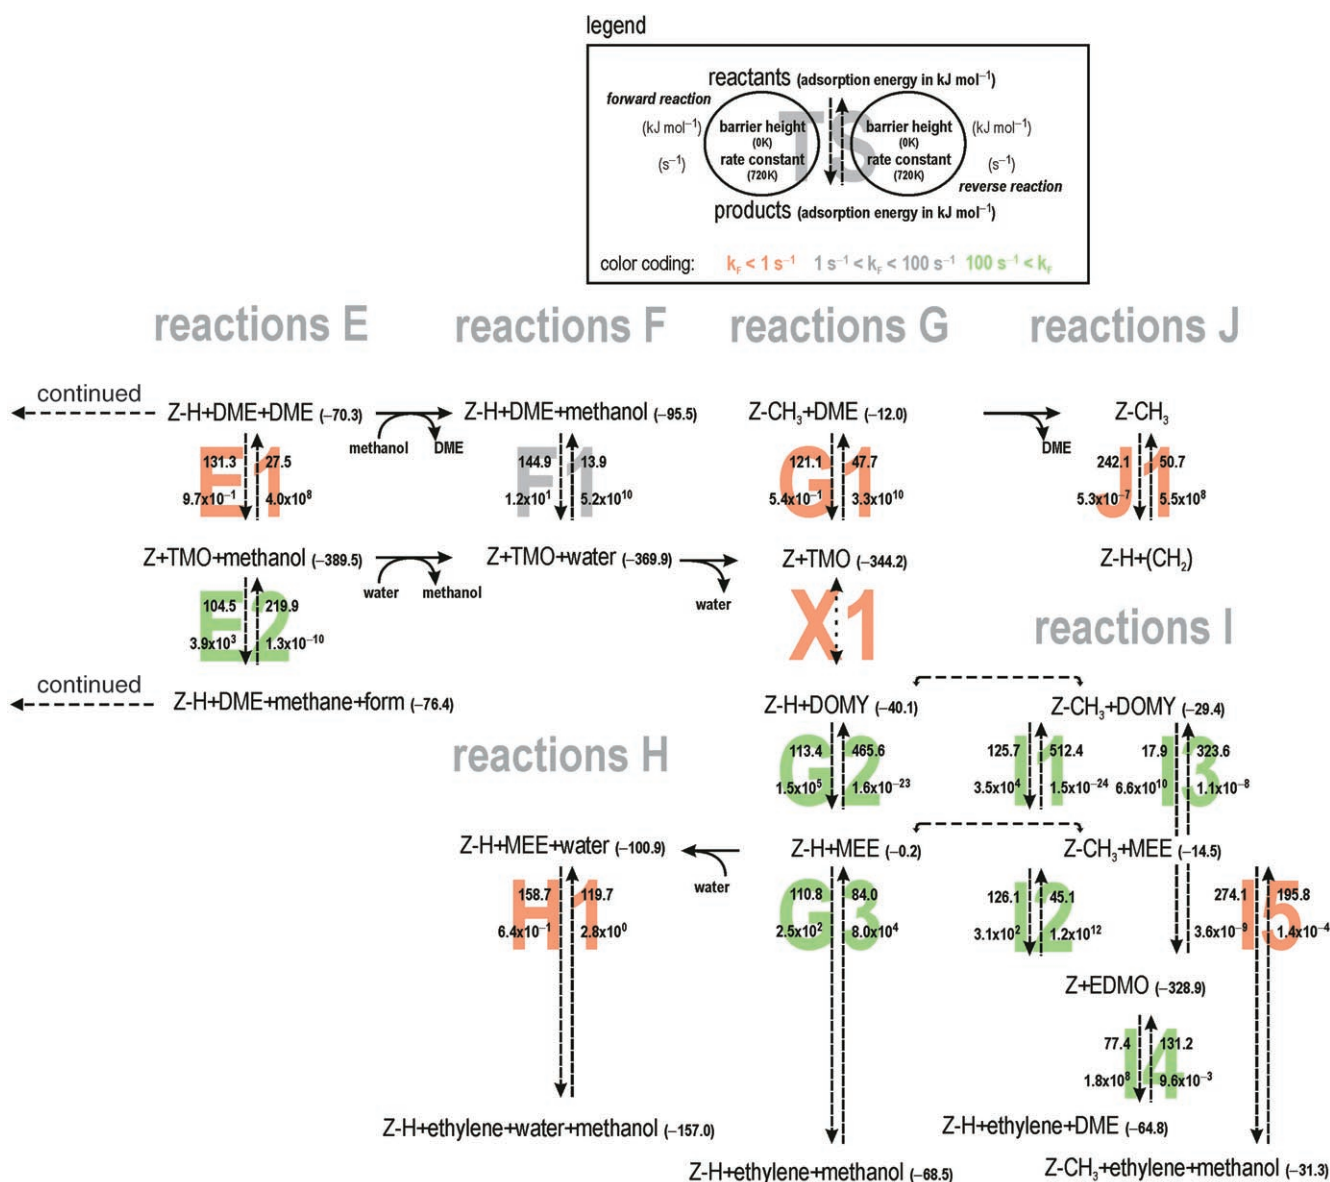 legend
reactants (adsorption energy in kJ mol⁻¹)
forward reaction
(kJ mol⁻¹) barrier height TS barrier height (kJ mol⁻¹)
(0K) (0K)
(s⁻¹) rate constant rate constant (s⁻¹)
(720K) (720K)
reverse reaction
products (adsorption energy in kJ mol⁻¹)
color coding: k_F < 1 s⁻¹ 1 s⁻¹ < k_F < 100 s⁻¹ 100 s⁻¹ < k_F
reactions E reactions F reactions G reactions J
continued
Z-H+DME+DME (−70.3) Z-H+DME+methanol (−95.5) Z-CH₃+DME (−12.0) Z-CH₃
methanol DME DME
E1 F1 G1 J1
131.3 27.5 144.9 13.9 121.1 47.7 242.1 50.7
9.7x10⁻¹ 4.0x10⁸ 1.2x10¹ 5.2x10¹⁰ 5.4x10⁻¹ 3.3x10¹⁰ 5.3x10⁻⁷ 5.5x10⁸
Z+TMO+methanol (−389.5) Z+TMO+water (−369.9) Z+TMO (−344.2) Z-H+(CH₂)
water methanol water
E2 X1
104.5 219.9
3.9x10³ 1.3x10⁻¹⁰
reactions I
continued
Z-H+DME+methane+form (−76.4) Z-H+DOMY (−40.1) Z-CH₃+DOMY (−29.4)
reactions H
G2 I1 I3
113.4 465.6 125.7 512.4 17.9 323.6
1.5x10⁵ 1.6x10⁻²³ 3.5x10⁴ 1.5x10⁻²⁴ 6.6x10¹⁰ 1.1x10⁻⁸
Z-H+MEE+water (−100.9) Z-H+MEE (−0.2) Z-CH₃+MEE (−14.5)
water
H1 G3 I2 I5
158.7 119.7 110.8 84.0 126.1 45.1 274.1 195.8
6.4x10⁻¹ 2.8x10⁰ 2.5x10² 8.0x10⁴ 3.1x10² 1.2x10¹² 3.6x10⁻⁹ 1.4x10⁻⁴
Z+EDMO (−328.9)
I4
77.4 131.2
1.8x10⁸ 9.6x10⁻³
Z-H+ethylene+water+methanol (−157.0) Z-H+ethylene+DME (−64.8)
Z-H+ethylene+methanol (−68.5) Z-CH₃+ethylene+methanol (−31.3)